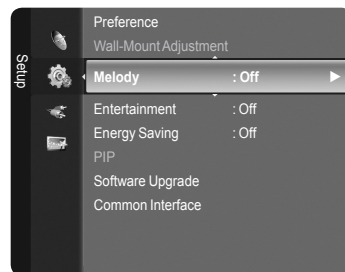 Setup
Preference
Wall-Mount Adjustment
Melody : Off
Entertainment : Off
Energy Saving : Off
PIP
Software Upgrade
Common Interface